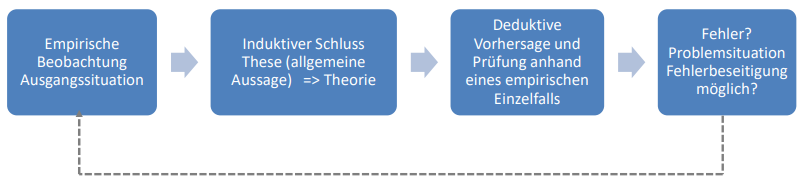 Empirische
Beobachtung
Ausgangssituation
Induktiver Schluss
These (allgemeine
Aussage) => Theorie
Deduktive
Vorhersage und
Prüfung anhand
eines empirischen
Einzelfalls
Fehler?
Problemsituation
Fehlerbeseitigung
möglich?